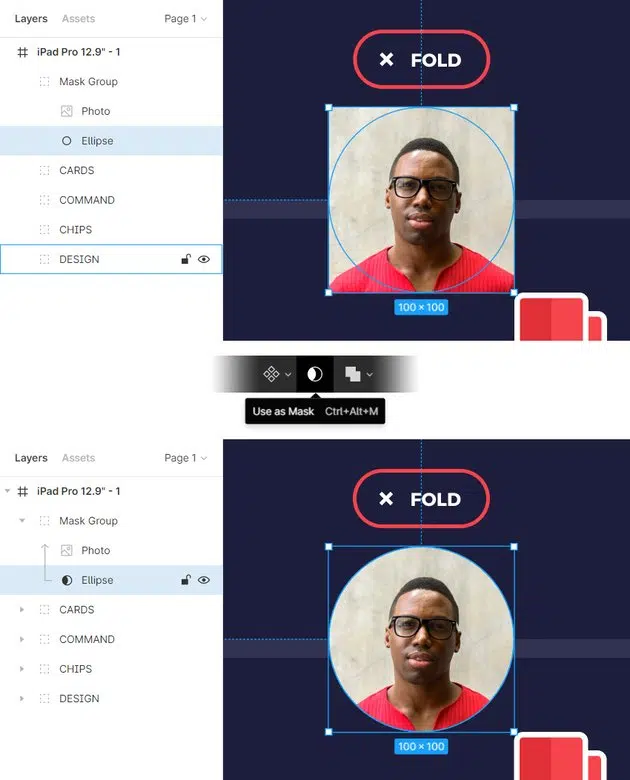 Layers Assets Page 1
iPad Pro 12.9" - 1
Mask Group
Photo
Ellipse
CARDS
COMMAND
CHIPS
DESIGN
FOLD
100 × 100
Use as Mask Ctrl+Alt+M
Layers Assets Page 1
iPad Pro 12.9" - 1
Mask Group
Photo
Ellipse
CARDS
COMMAND
CHIPS
DESIGN
FOLD
100 × 100